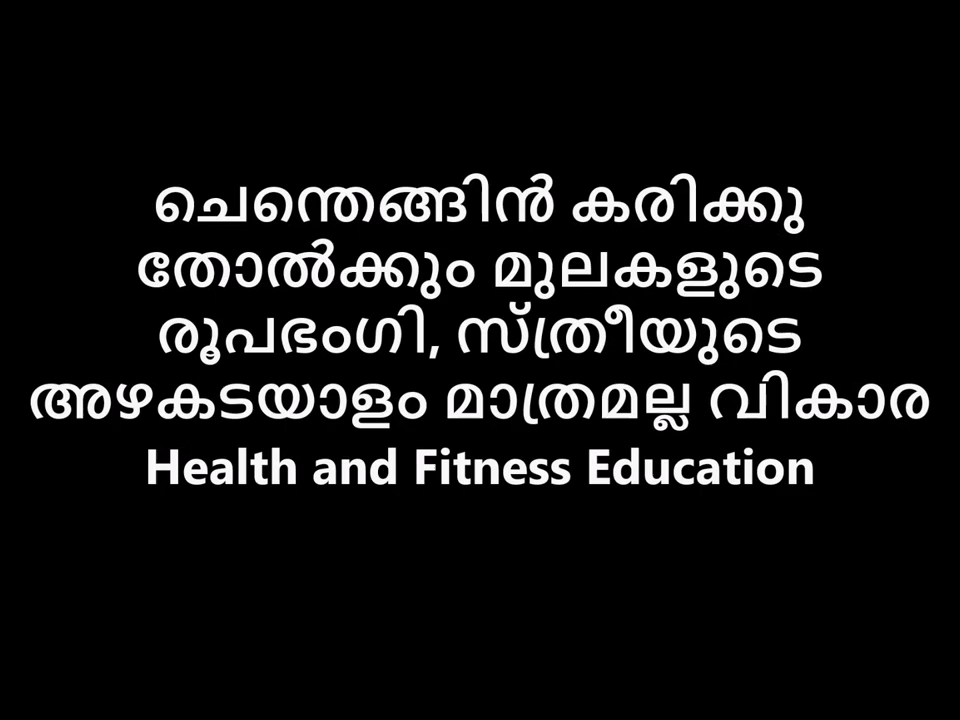 ചെന്തെങ്ങിൻ കരിക്കു
തോൽക്കും മുലകളുടെ
രൂപഭംഗി, സ്ത്രീയുടെ
അഴകടയാളം മാത്രമല്ല വികാര
Health and Fitness Education